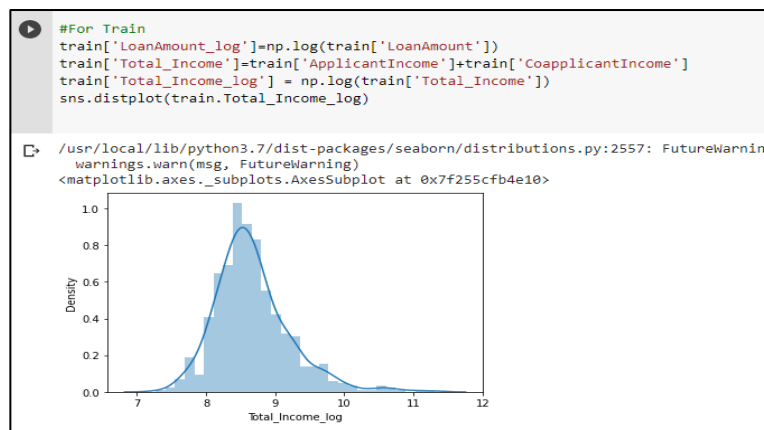 #For Train
train['LoanAmount_log']=np.log(train['LoanAmount'])
train['Total_Income']=train['ApplicantIncome']+train['CoapplicantIncome']
train['Total_Income_log'] = np.log(train['Total_Income'])
sns.distplot(train.Total_Income_log)
/usr/local/lib/python3.7/dist-packages/seaborn/distributions.py:2557: FutureWarnin
warnings.warn(msg, FutureWarning)
<matplotlib.axes._subplots.AxesSubplot at 0x7f255cfb4e10>
1.0
0.8
0.6
0.4
0.2
0.0
Density
7 8 9 10 11 12
Total_Income_log